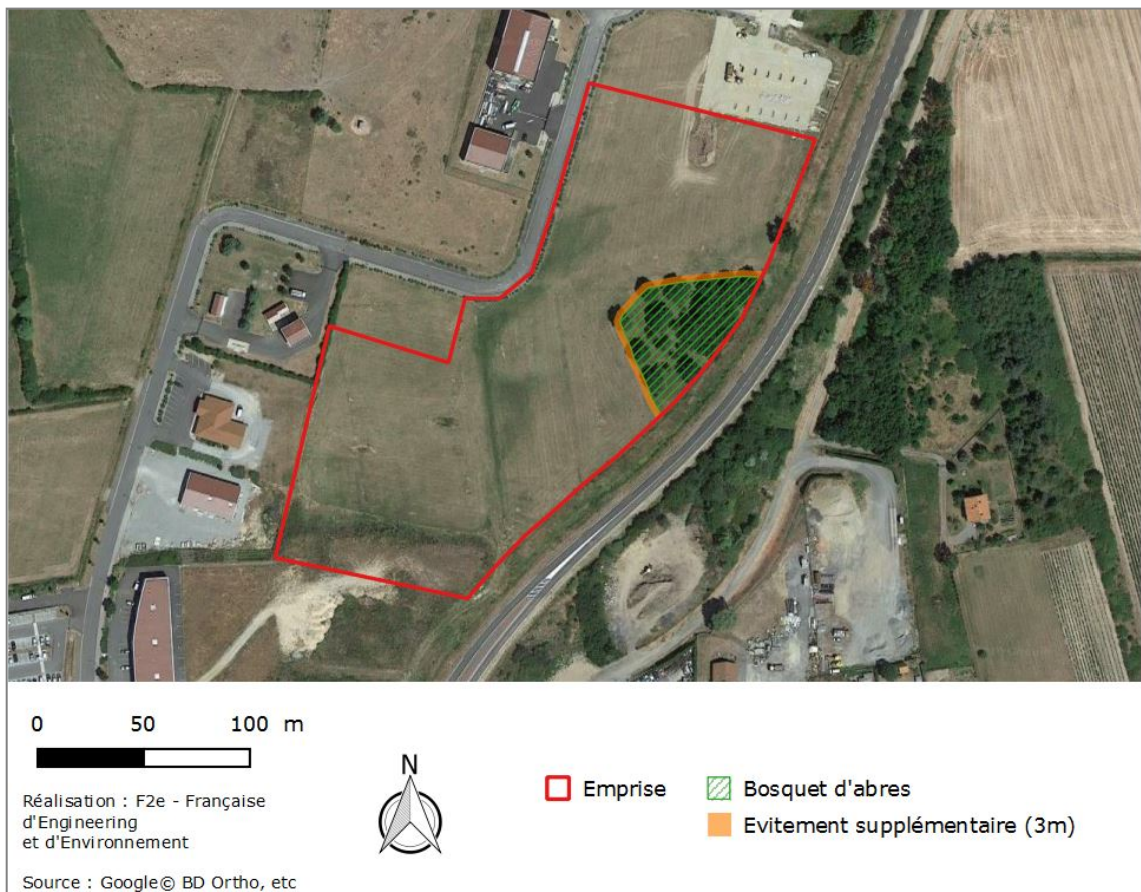 0 50 100 m
Réalisation : F2e - Française
d'Engineering
et d'Environnement
Source : Google© BD Ortho, etc
N
Emprise
Bosquet d'abres
Evitement supplémentaire (3m)